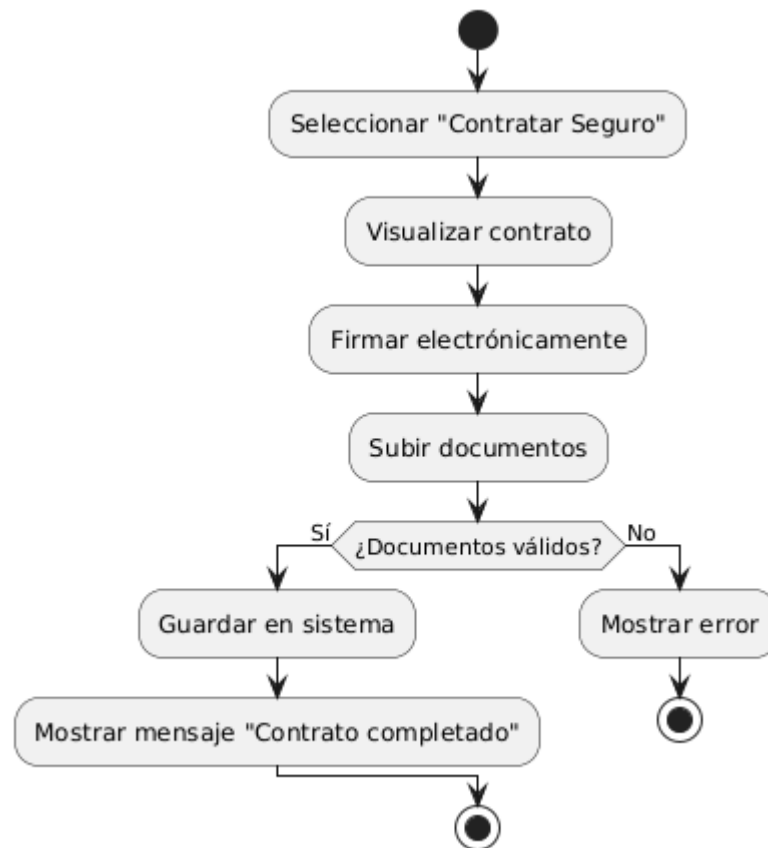 Seleccionar "Contratar Seguro"
Visualizar contrato
Firmar electrónicamente
Subir documentos
Sí
¿Documentos válidos?
No
Guardar en sistema
Mostrar error
Mostrar mensaje "Contrato completado"